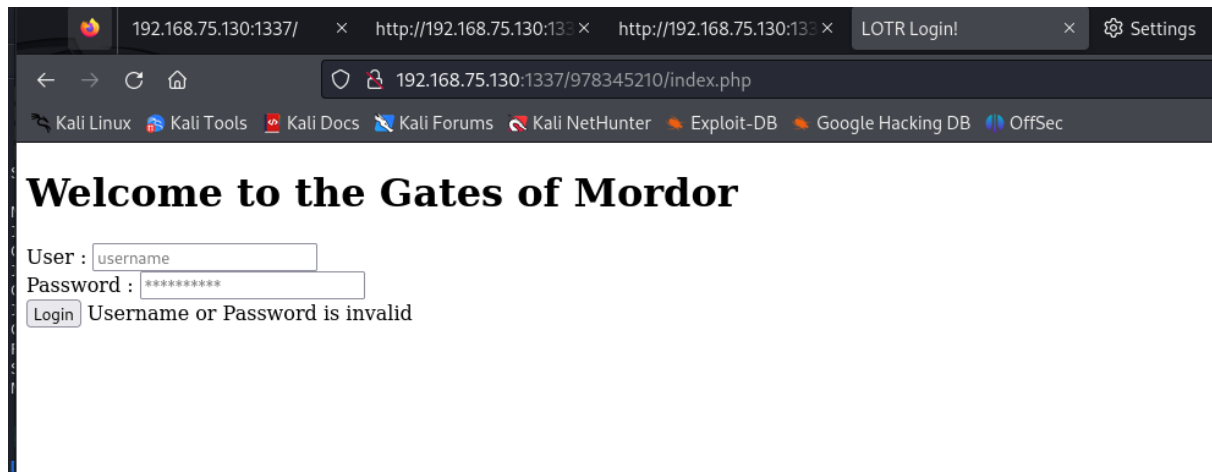 192.168.75.130:1337/ × http://192.168.75.130:133 × http://192.168.75.130:133 × LOTR Login! × Settings
192.168.75.130:1337/978345210/index.php
Kali Linux Kali Tools Kali Docs Kali Forums Kali NetHunter Exploit-DB Google Hacking DB OffSec
Welcome to the Gates of Mordor
User : username
Password : **********
Login Username or Password is invalid